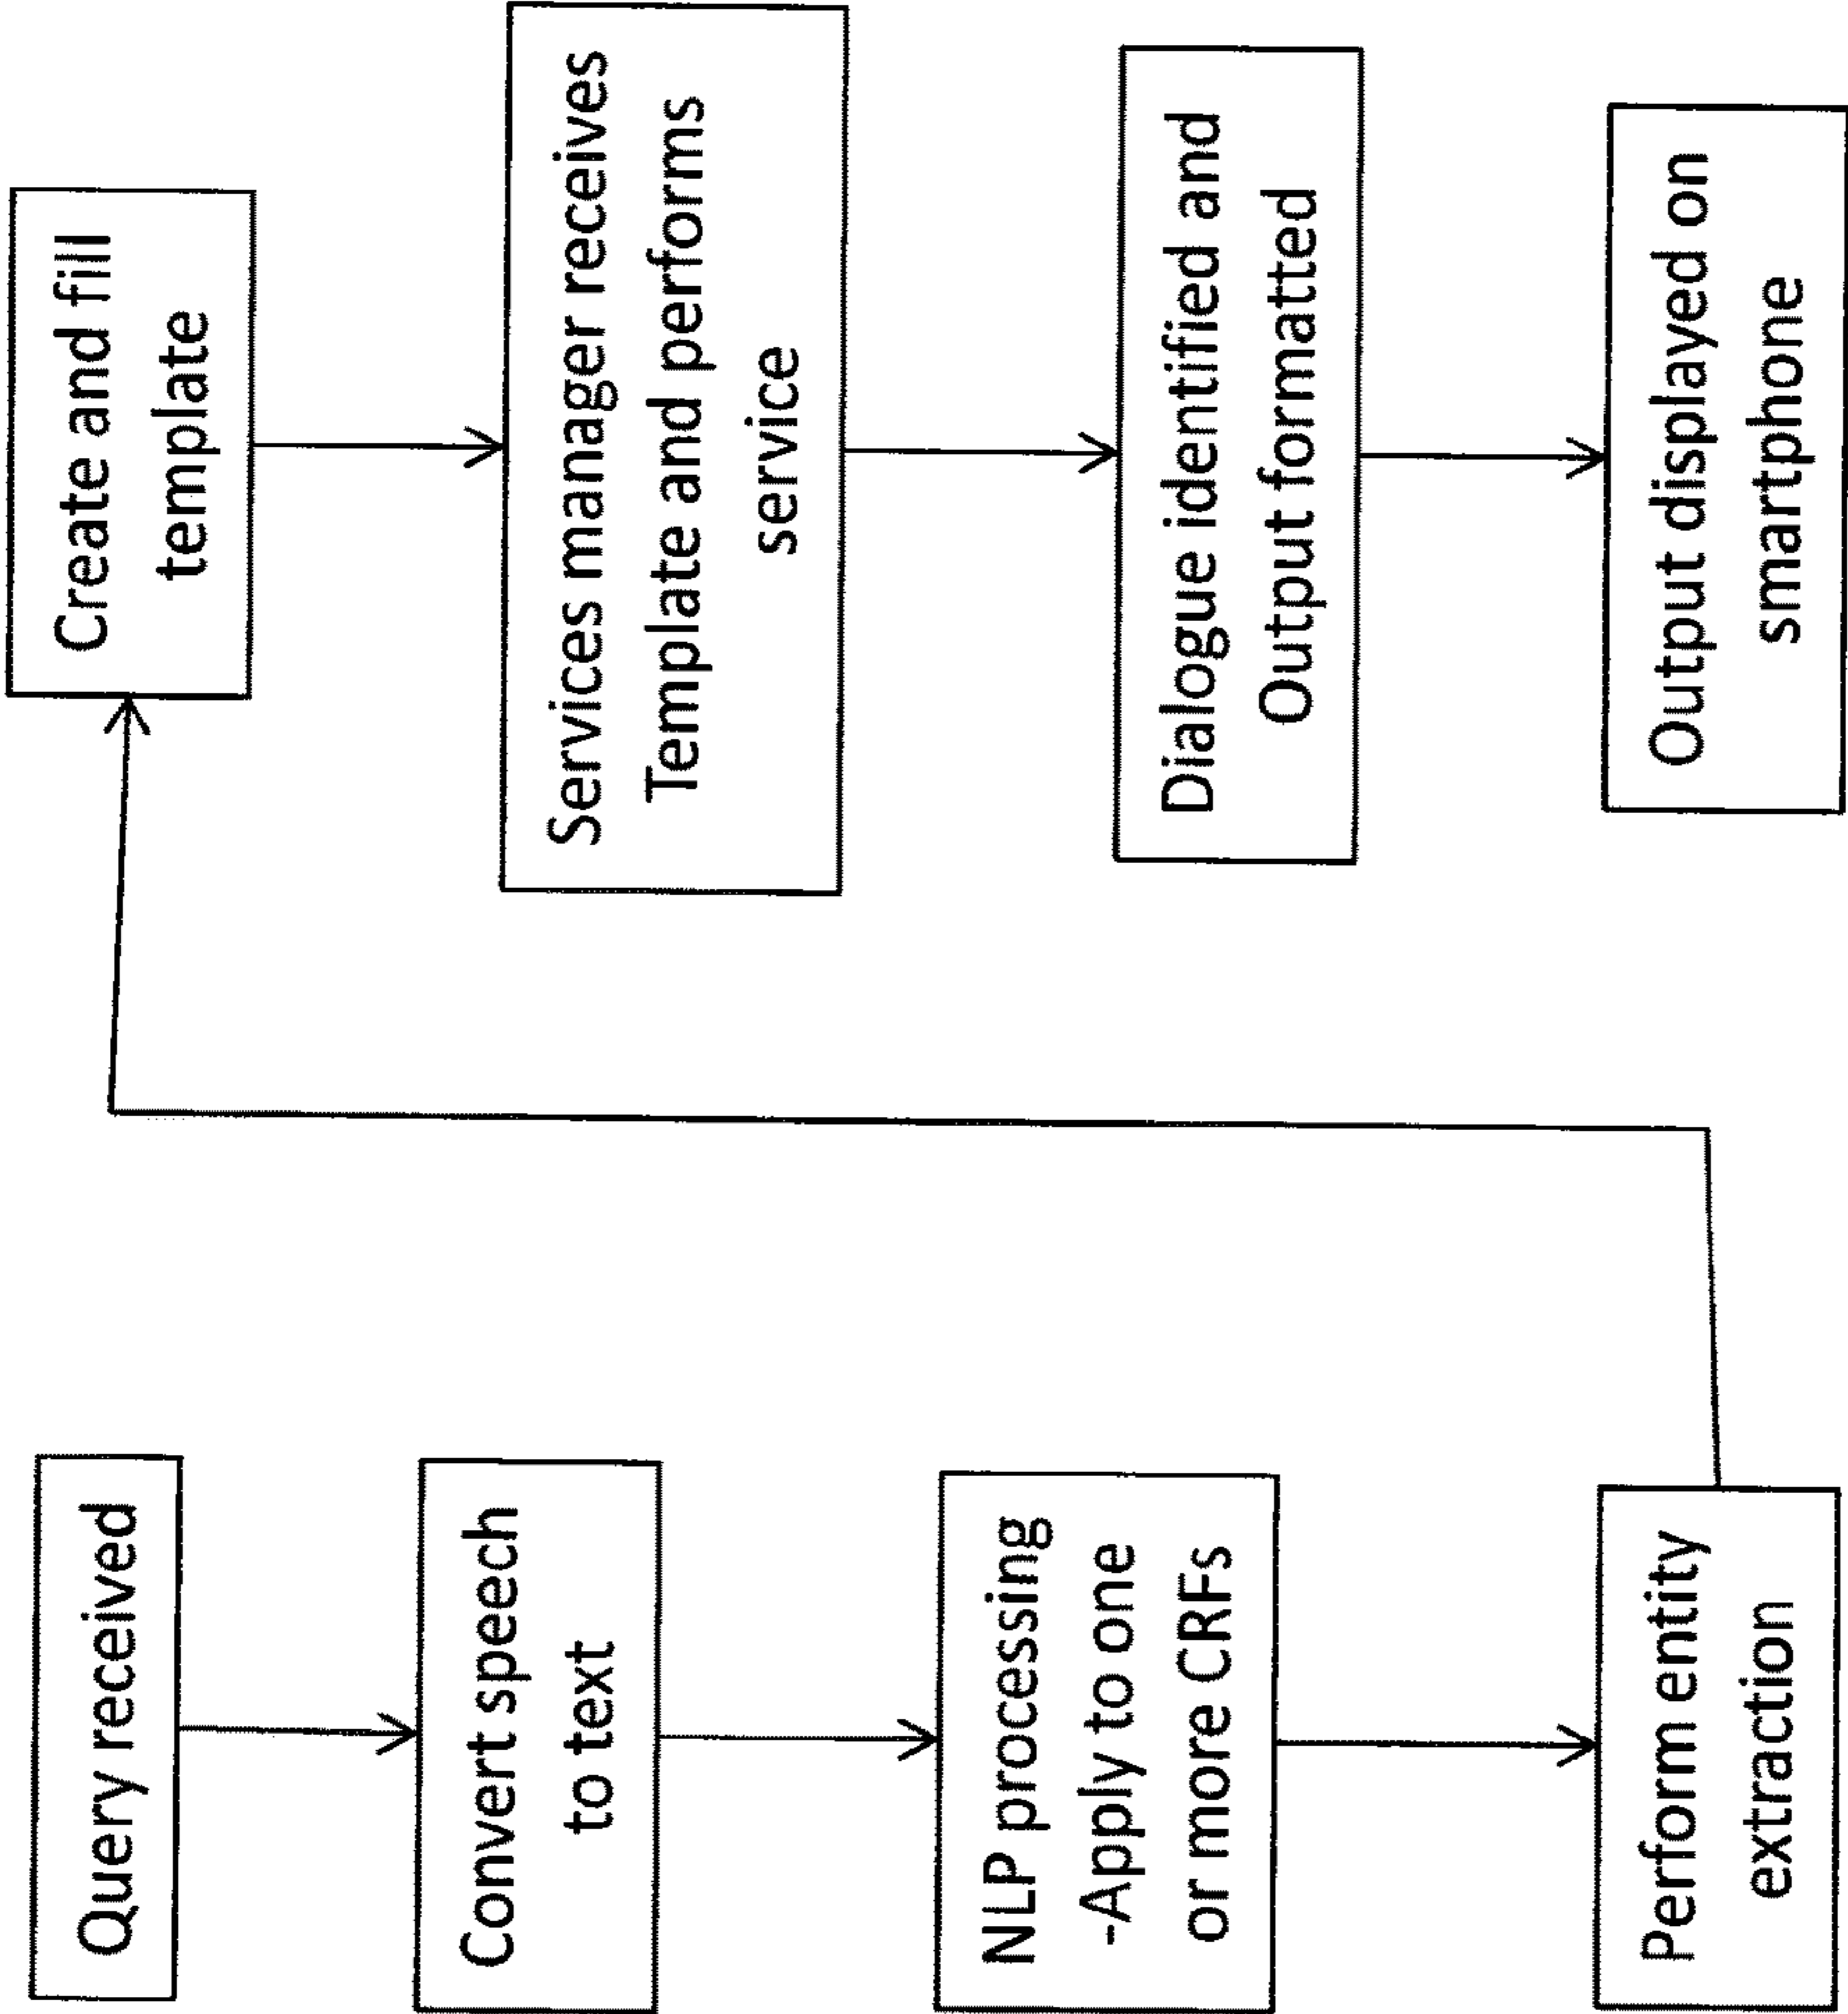 Query received
Convert speech
to text
NLP processing
-Apply to one
or more CRFs
Perform entity
extraction
Create and fill
template
Services manager receives
Template and performs
service
Dialogue identified and
Output formatted
Output displayed on
smartphone